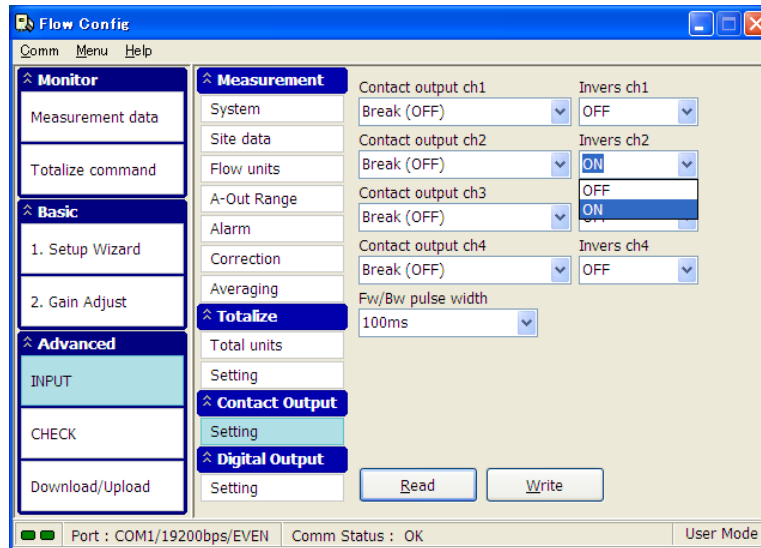 Flow Config
Comm Menu Help
Monitor
Measurement data
Totalize command
Basic
1. Setup Wizard
2. Gain Adjust
Advanced
INPUT
CHECK
Download/Upload
Measurement
System
Site data
Flow units
A-Out Range
Alarm
Correction
Averaging
Totalize
Total units
Setting
Contact Output
Setting
Digital Output
Setting
Contact output ch1 Invers ch1
Break (OFF) OFF
Contact output ch2 Invers ch2
Break (OFF) ON
OFF
ON
Contact output ch3
Break (OFF)
Contact output ch4 Invers ch4
Break (OFF) OFF
Fw/Bw pulse width
100ms
Read Write
Port : COM1/19200bps/EVEN Comm Status : OK User Mode